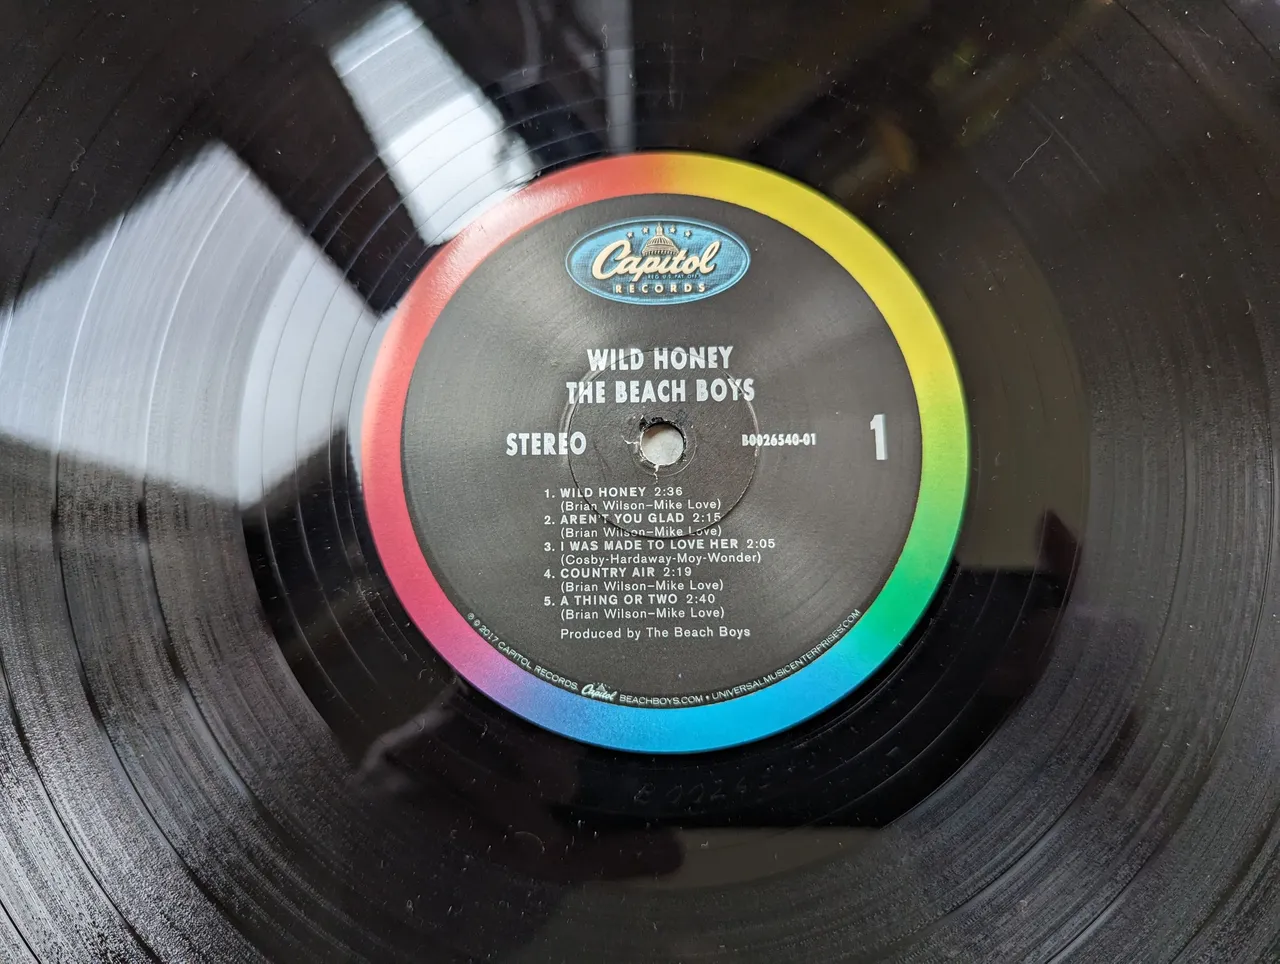 Capitol
REG. U.S. PAT. OFF.
RECORDS
WILD HONEY
THE BEACH BOYS
STEREO
B0026540-01
1
1. WILD HONEY 2:36
(Brian Wilson–Mike Love)
2. AREN'T YOU GLAD 2:15
(Brian Wilson–Mike Love)
3. I WAS MADE TO LOVE HER 2:05
(Cosby-Hardaway-Moy-Wonder)
4. COUNTRY AIR 2:19
(Brian Wilson–Mike Love)
5. A THING OR TWO 2:40
(Brian Wilson–Mike Love)
Produced by The Beach Boys
℗ © 2017 CAPITOL RECORDS. Capitol BEACHBOYS.COM • UNIVERSALMUSICENTERPRISES.COM